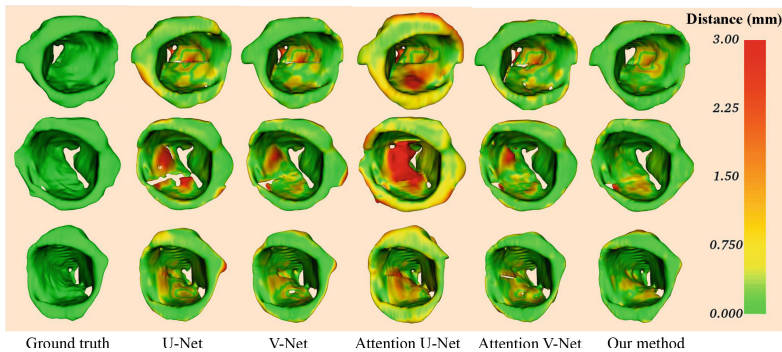 Distance (mm)
3.00
2.25
1.50
0.750
0.000
Ground truth U-Net V-Net Attention U-Net Attention V-Net Our method